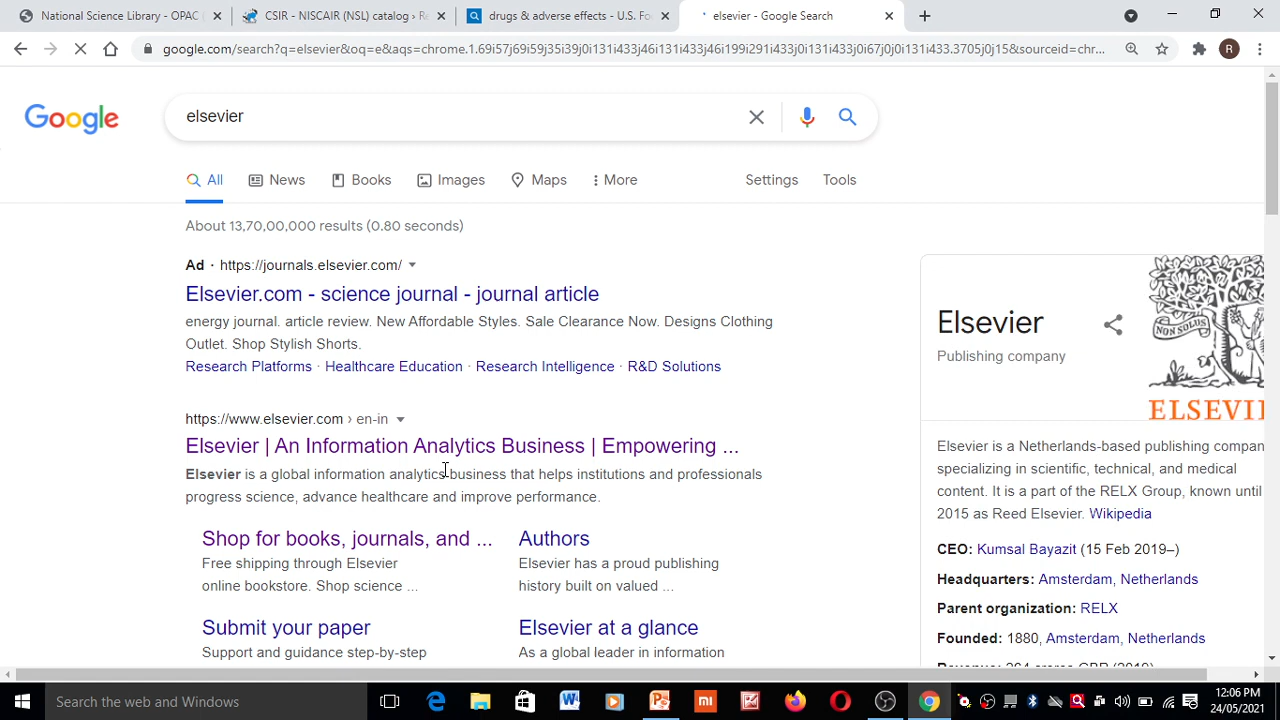 National Science Library - OPAC (
CSIR - NISCAIR (NSL) catalog › Re
drugs & adverse effects - U.S. Fo
elsevier - Google Search
google.com/search?q=elsevier&oq=e&aqs=chrome.1.69i57j69i59j35i39j0i131i433j46i131i433j46i199i291i433j0i131i433j0i67j0j0i131i433.3705j0j15&sourceid=chr...
R
Google
elsevier
All
News
Books
Images
Maps
More
Settings
Tools
About 13,70,00,000 results (0.80 seconds)
Ad · https://journals.elsevier.com/
Elsevier.com - science journal - journal article
energy journal. article review. New Affordable Styles. Sale Clearance Now. Designs Clothing
Outlet. Shop Stylish Shorts.
Research Platforms · Healthcare Education · Research Intelligence · R&D Solutions
https://www.elsevier.com › en-in
Elsevier | An Information Analytics Business | Empowering ...
Elsevier is a global information analytics business that helps institutions and professionals
progress science, advance healthcare and improve performance.
Shop for books, journals, and ...
Free shipping through Elsevier
online bookstore. Shop science ...
Authors
Elsevier has a proud publishing
history built on valued ...
Submit your paper
Support and guidance step-by-step
Elsevier at a glance
As a global leader in information
Elsevier
Publishing company
NON SOLUS
ELSEVIE
Elsevier is a Netherlands-based publishing compan
specializing in scientific, technical, and medical
content. It is a part of the RELX Group, known until
2015 as Reed Elsevier. Wikipedia
CEO: Kumsal Bayazit (15 Feb 2019–)
Headquarters: Amsterdam, Netherlands
Parent organization: RELX
Founded: 1880, Amsterdam, Netherlands
Search the web and Windows
12:06 PM
24/05/2021